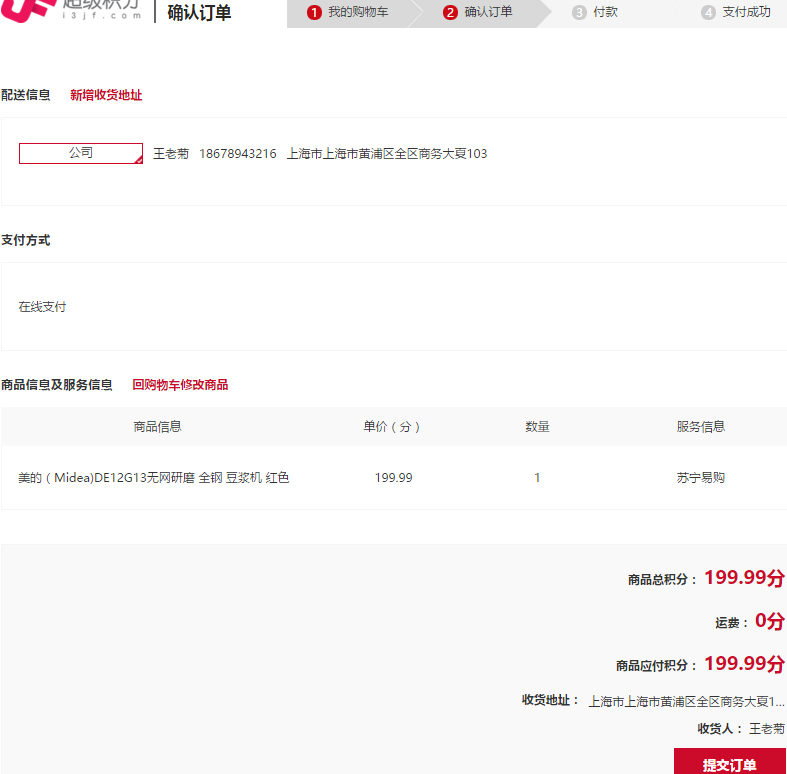 超级积分 确认订单 1 我的购物车 2 确认订单 3 付款 4 支付成功
i3jf.com
配送信息 新增收货地址
公司 王老菊 18678943216 上海市上海市黄浦区全区商务大夏103
支付方式
在线支付
商品信息及服务信息 回购物车修改商品
商品信息 单价（分） 数量 服务信息
美的（Midea)DE12G13无网研磨 全钢 豆浆机 红色 199.99 1 苏宁易购
商品总积分： 199.99分
运费： 0分
商品应付积分： 199.99分
收货地址： 上海市上海市黄浦区全区商务大夏1...
收货人： 王老菊
提交订单